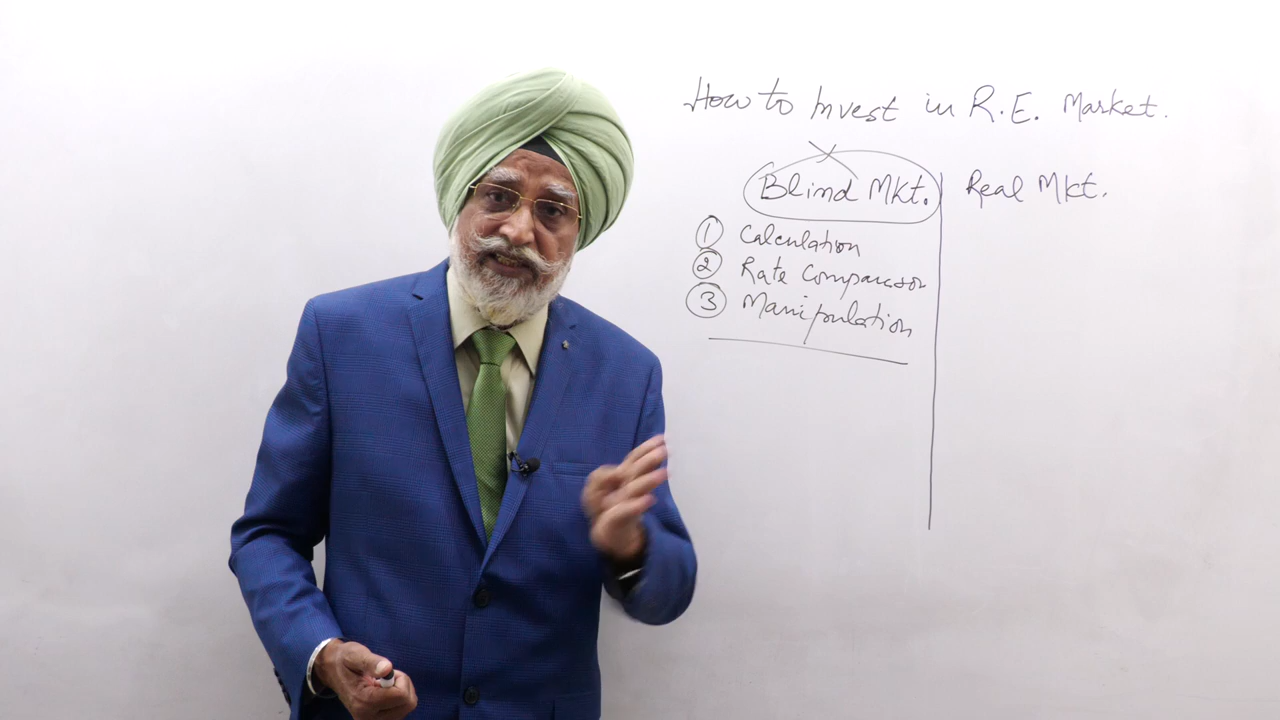 How to Invest in R.E. Market.
Blind Mkt. Real Mkt.
1 Calculation
2 Rate Comparison
3 Manipulation